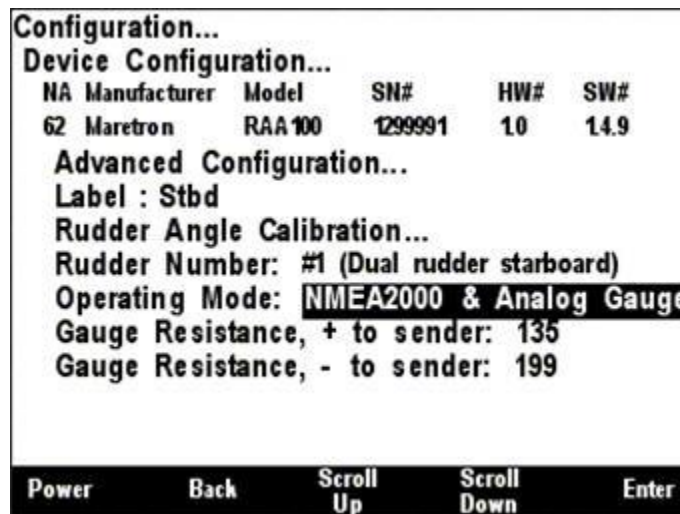 Configuration...
Device Configuration...
NA Manufacturer Model SN# HW# SW#
62 Maretron RAA100 1299991 1.0 1.4.9
Advanced Configuration...
Label : Stbd
Rudder Angle Calibration...
Rudder Number: #1 (Dual rudder starboard)
Operating Mode: NMEA2000 & Analog Gauge
Gauge Resistance, + to sender: 135
Gauge Resistance, - to sender: 199
Power Back Scroll Up Scroll Down Enter